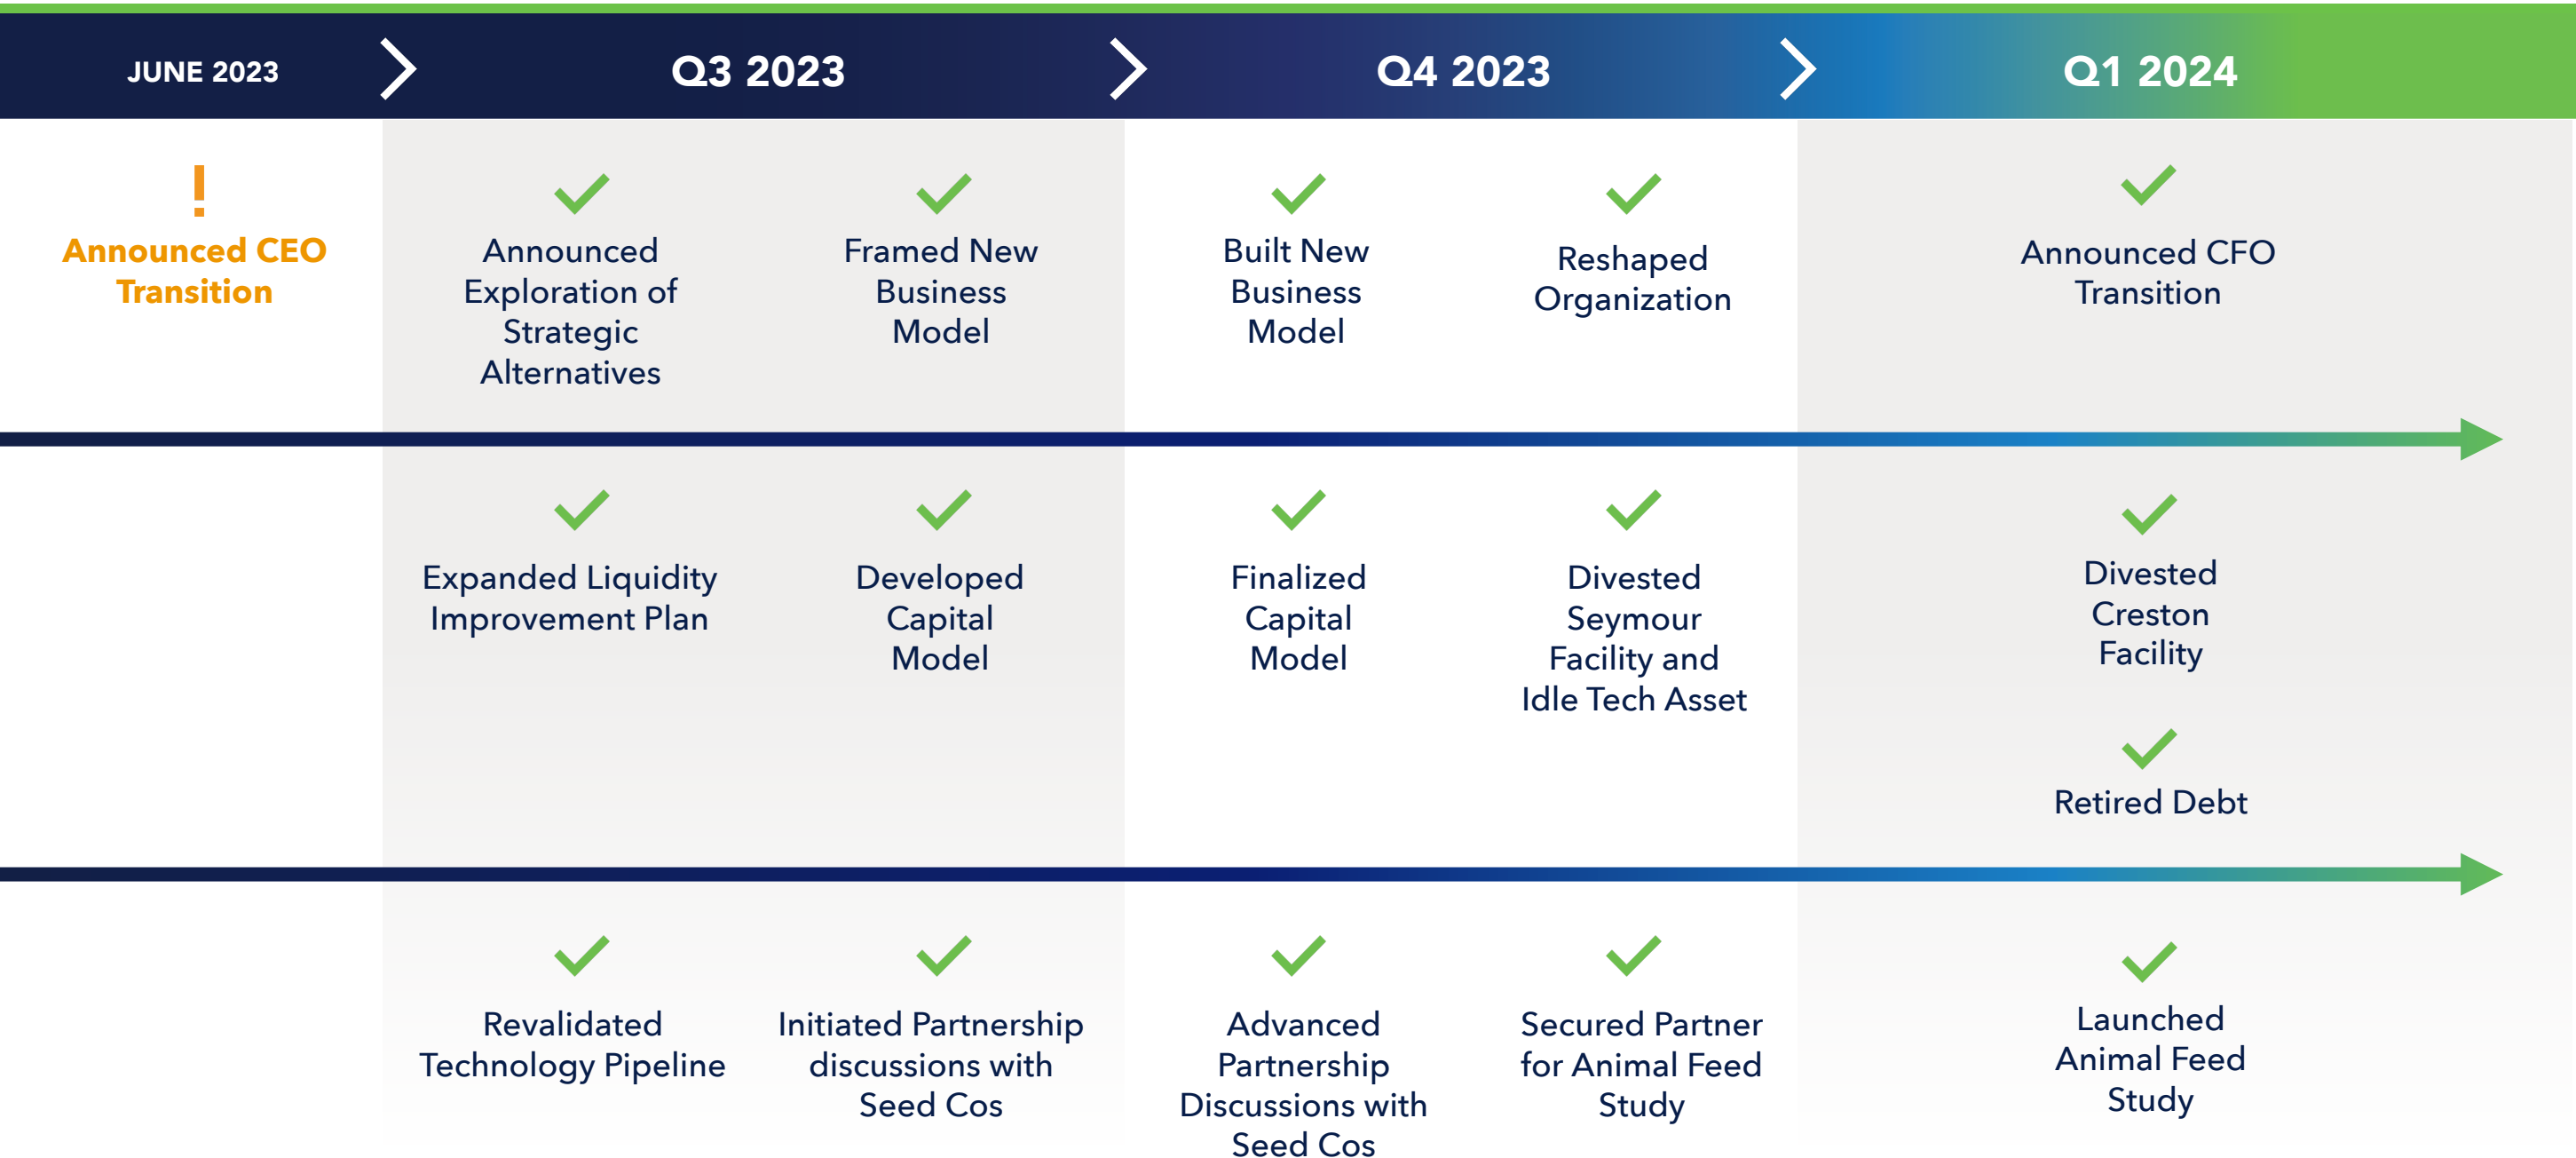 JUNE 2023
Q3 2023
Q4 2023
Q1 2024
!
Announced CEO
Transition
Announced
Exploration of
Strategic
Alternatives
Framed New
Business
Model
Built New
Business
Model
Reshaped
Organization
Announced CFO
Transition
Expanded Liquidity
Improvement Plan
Developed
Capital
Model
Finalized
Capital
Model
Divested
Seymour
Facility and
Idle Tech Asset
Divested
Creston
Facility
Retired Debt
Revalidated
Technology Pipeline
Initiated Partnership
discussions with
Seed Cos
Advanced
Partnership
Discussions with
Seed Cos
Secured Partner
for Animal Feed
Study
Launched
Animal Feed
Study